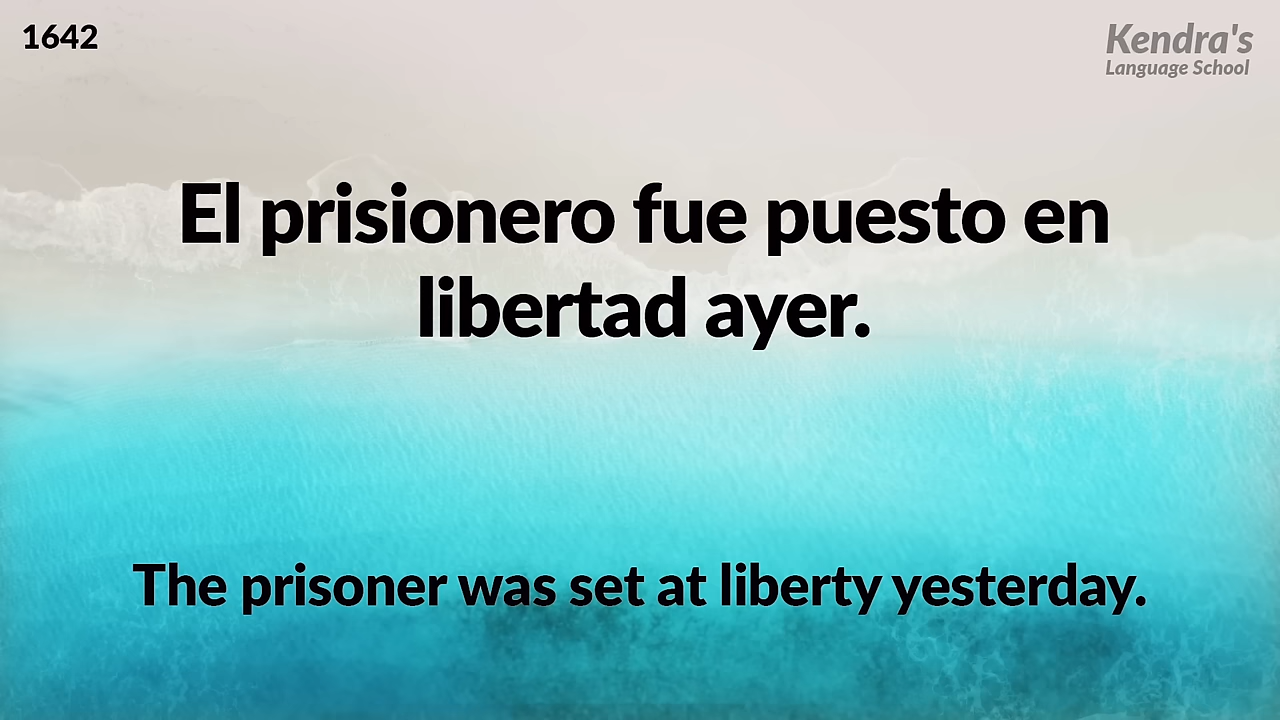 1642
Kendra's
Language School
El prisionero fue puesto en
libertad ayer.
The prisoner was set at liberty yesterday.